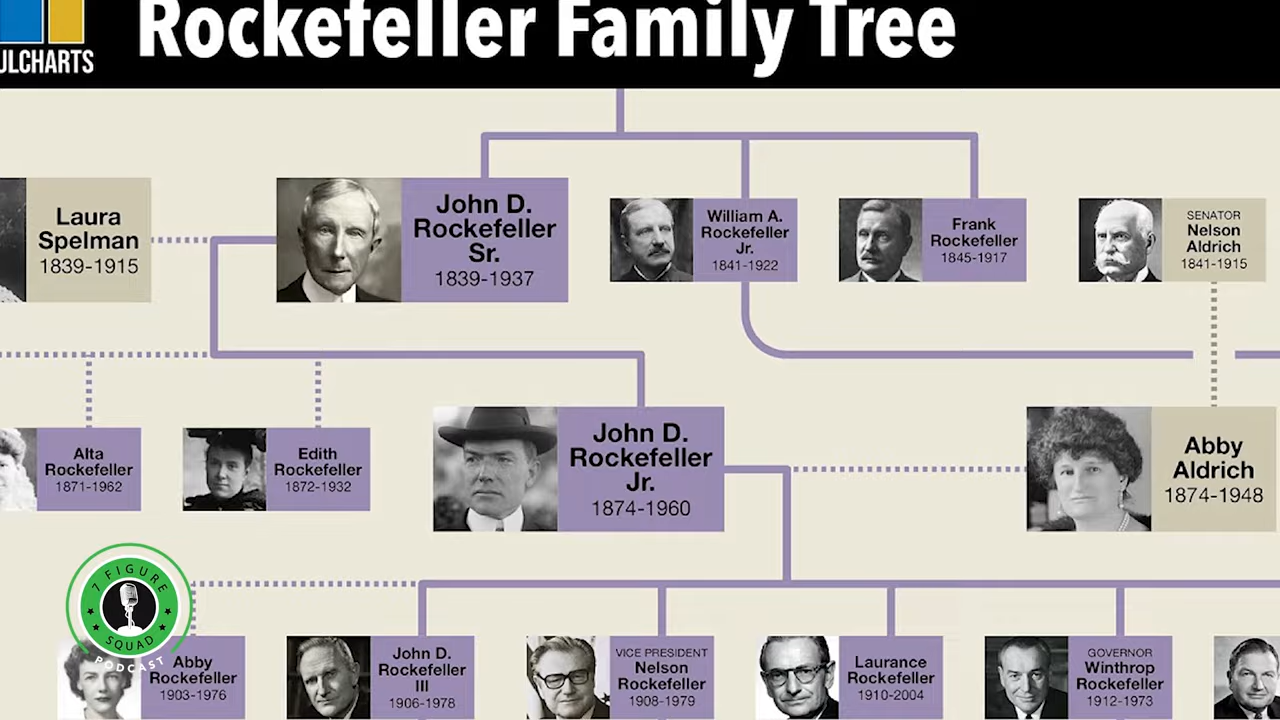 Rockefeller Family Tree
ULCHARTS
Laura
Spelman
1839-1915
John D.
Rockefeller
Sr.
1839-1937
William A.
Rockefeller
Jr.
1841-1922
Frank
Rockefeller
1845-1917
SENATOR
Nelson
Aldrich
1841-1915
Alta
Rockefeller
1871-1962
Edith
Rockefeller
1872-1932
John D.
Rockefeller
Jr.
1874-1960
Abby
Aldrich
1874-1948
7 FIGURE
SQUAD
PODCAST
Abby
Rockefeller
1903-1976
John D.
Rockefeller
III
1906-1978
VICE PRESIDENT
Nelson
Rockefeller
1908-1979
Laurance
Rockefeller
1910-2004
GOVERNOR
Winthrop
Rockefeller
1912-1973